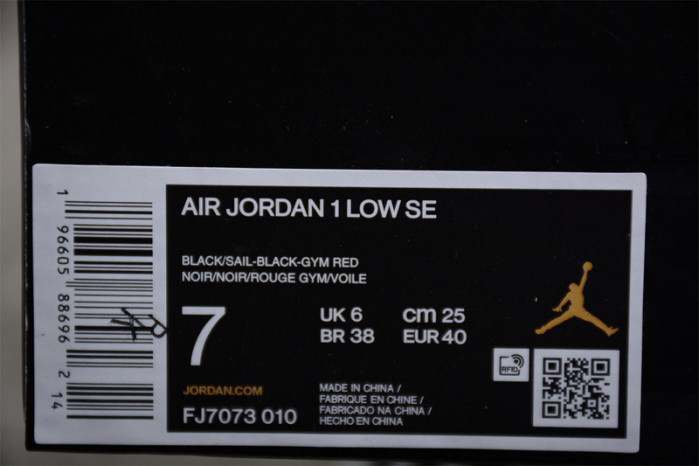 AIR JORDAN 1 LOW SE
BLACK/SAIL-BLACK-GYM RED
NOIR/NOIR/ROUGE GYM/VOILE
7
UK 6 cm 25
BR 38 EUR 40
RFID
JORDAN.COM
FJ7073 010
MADE IN CHINA /
FABRIQUE EN CHINE /
FABRICADO NA CHINA /
HECHO EN CHINA
1 96605 88696 2 14